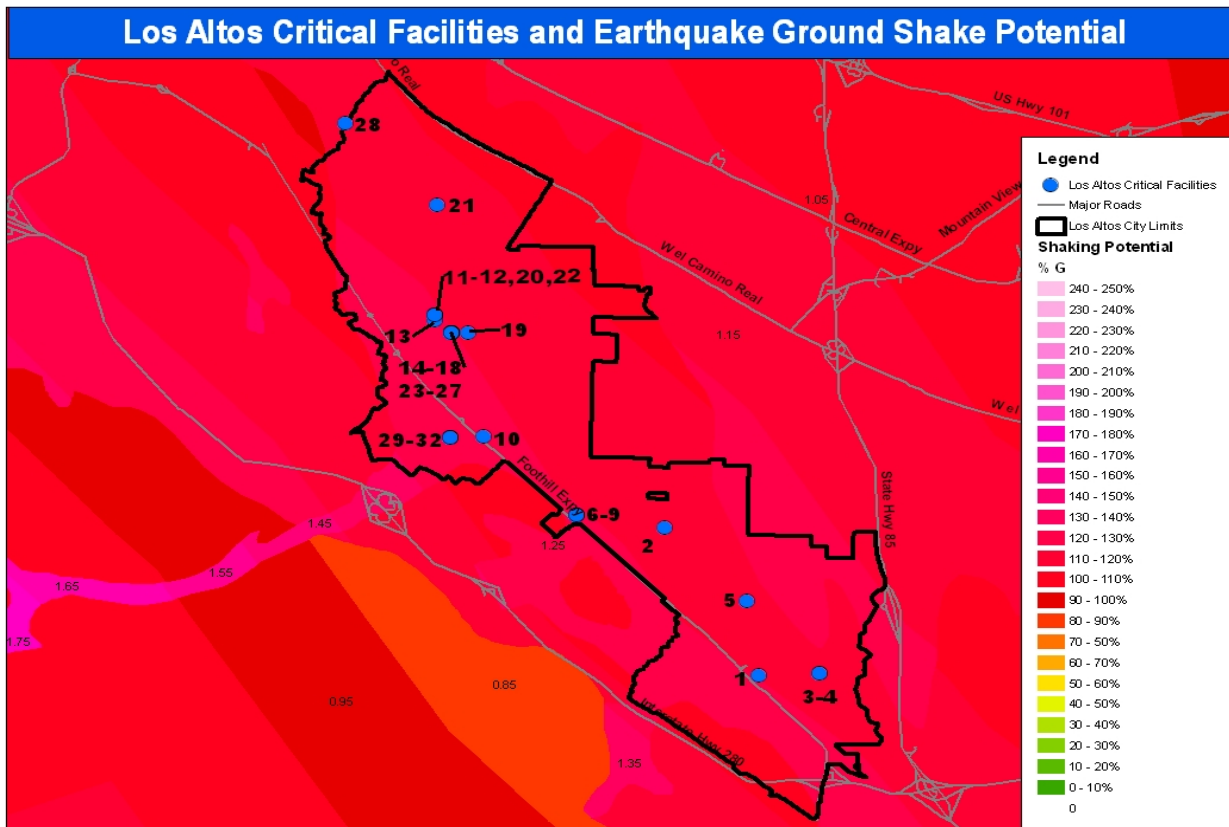 Los Altos Critical Facilities and Earthquake Ground Shake Potential
o Real
US Hwy 101
28
21
1.05
Central Expy
Mountain View
Wel Camino Real
11-12,20,22
13
19
1.15
14-18
23-27
Wel
29-32
10
Foothill Expy
State Hwy 85
6-9
2
1.45
1.25
1.55
1.65
5
1.75
1
3-4
0.85
0.95
Interstate Hwy 280
1.35
Legend
Los Altos Critical Facilities
Major Roads
Los Altos City Limits
Shaking Potential
% G
240 - 250%
230 - 240%
220 - 230%
210 - 220%
200 - 210%
190 - 200%
180 - 190%
170 - 180%
160 - 170%
150 - 160%
140 - 150%
130 - 140%
120 - 130%
110 - 120%
100 - 110%
90 - 100%
80 - 90%
70 - 50%
60 - 70%
50 - 60%
40 - 50%
30 - 40%
20 - 30%
10 - 20%
0 - 10%
0